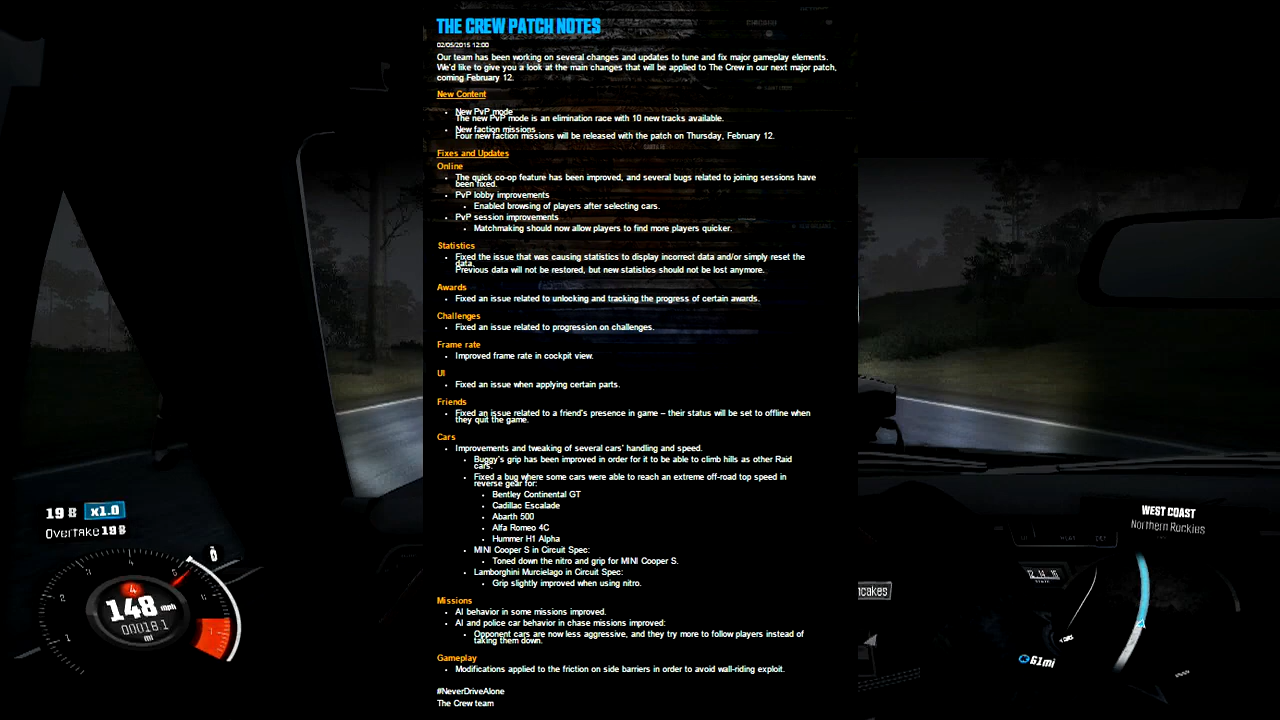 THE CREW PATCH NOTES
02/05/2015 12:00
Our team has been working on several changes and updates to tune and fix major gameplay elements.
We'd like to give you a look at the main changes that will be applied to The Crew in our next major patch,
coming February 12.
New Content
• New PvP mode
The new PvP mode is an elimination race with 10 new tracks available.
• New faction missions
Four new faction missions will be released with the patch on Thursday, February 12.
Fixes and Updates
Online
• The quick co-op feature has been improved, and several bugs related to joining sessions have
been fixed.
• PvP lobby improvements
• Enabled browsing of players after selecting cars.
• PvP session improvements
• Matchmaking should now allow players to find more players quicker.
Statistics
• Fixed the issue that was causing statistics to display incorrect data and/or simply reset the
data.
Previous data will not be restored, but new statistics should not be lost anymore.
Awards
• Fixed an issue related to unlocking and tracking the progress of certain awards.
Challenges
• Fixed an issue related to progression on challenges.
Frame rate
• Improved frame rate in cockpit view.
UI
• Fixed an issue when applying certain parts.
Friends
• Fixed an issue related to a friend's presence in game – their status will be set to offline when
they quit the game.
Cars
• Improvements and tweaking of several cars' handling and speed.
• Buggy's grip has been improved in order for it to be able to climb hills as other Raid
cars.
• Fixed a bug where some cars were able to reach an extreme off-road top speed in
reverse gear for:
• Bentley Continental GT
• Cadillac Escalade
• Abarth 500
• Alfa Romeo 4C
• Hummer H1 Alpha
• MINI Cooper S in Circuit Spec:
• Toned down the nitro and grip for MINI Cooper S.
• Lamborghini Murcielago in Circuit Spec:
• Grip slightly improved when using nitro.
Missions
• AI behavior in some missions improved.
• AI and police car behavior in chase missions improved:
• Opponent cars are now less aggressive, and they try more to follow players instead of
taking them down.
Gameplay
• Modifications applied to the friction on side barriers in order to avoid wall-riding exploit.
#NeverDriveAlone
The Crew team
198 x1.0
Overtake 198
1 2 3 4 5
4
148 mph
000181
mi
0
WEST COAST
Northern Rockies
ncakes
61mi